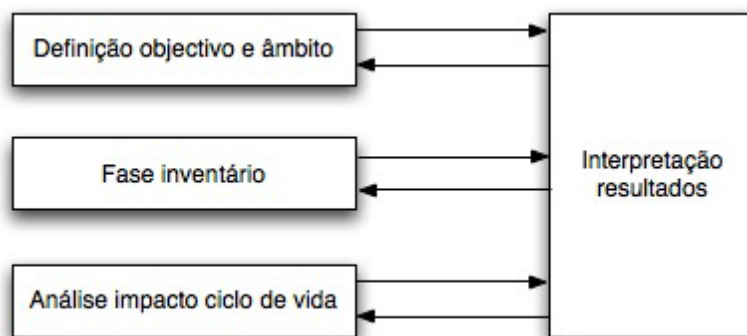 Definição objectivo e âmbito
Fase inventário
Análise impacto ciclo de vida
Interpretação
resultados